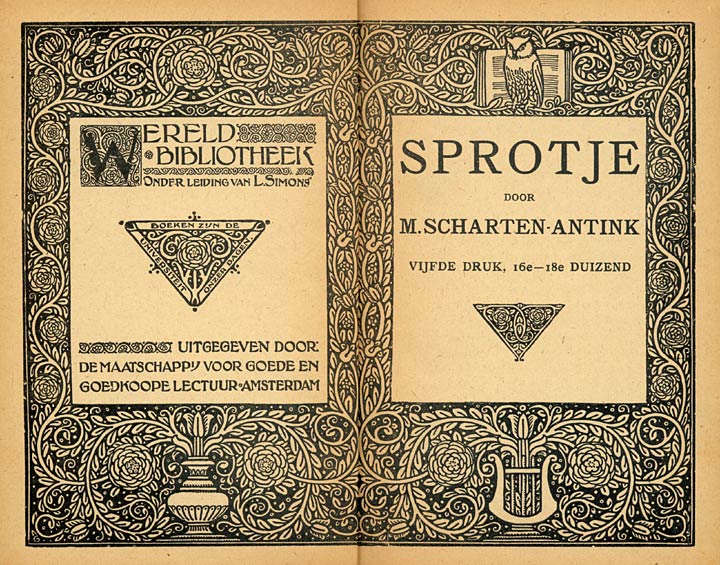 WERELD
BIBLIOTHEEK
ONDER LEIDING VAN L. SIMONS
BOEKEN ZIJN DE
UNIVERSITEIT
ONZER DAGEN
UITGEGEVEN DOOR:
DE MAATSCHAPPIJ VOOR GOEDE EN
GOEDKOOPE LECTUUR-AMSTERDAM
SPROTJE
DOOR
M. SCHARTEN-ANTINK
VIJFDE DRUK, 16e—18e DUIZEND